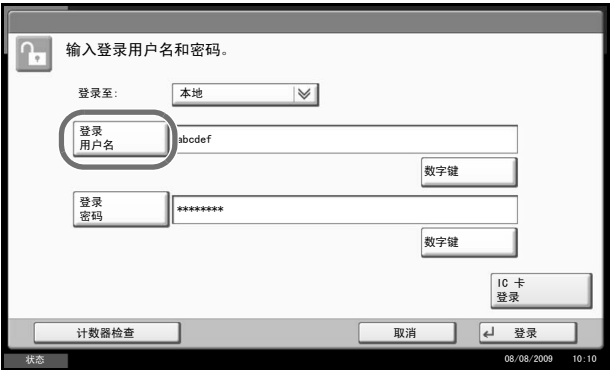 输入登录用户名和密码。
登录至:
本地
登录
用户名
abcdef
数字键
登录
密码
********
数字键
IC 卡
登录
计数器检查
取消
登录
状态
08/08/2009
10:10